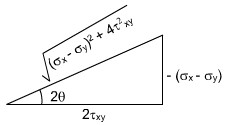 √(σx – σy)² + 4τ²xy
– (σx – σy)
2θ
2τxy